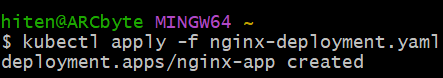 hiten@ARCbyte MINGW64 ~
$ kubectl apply -f nginx-deployment.yaml
deployment.apps/nginx-app created